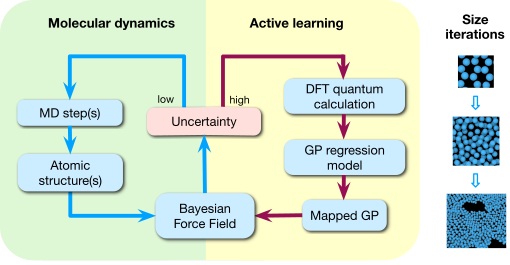 Molecular dynamics
Active learning
Size
iterations
low
high
MD step(s)
Uncertainty
DFT quantum
calculation
Atomic
structure(s)
GP regression
model
Bayesian
Force Field
Mapped GP